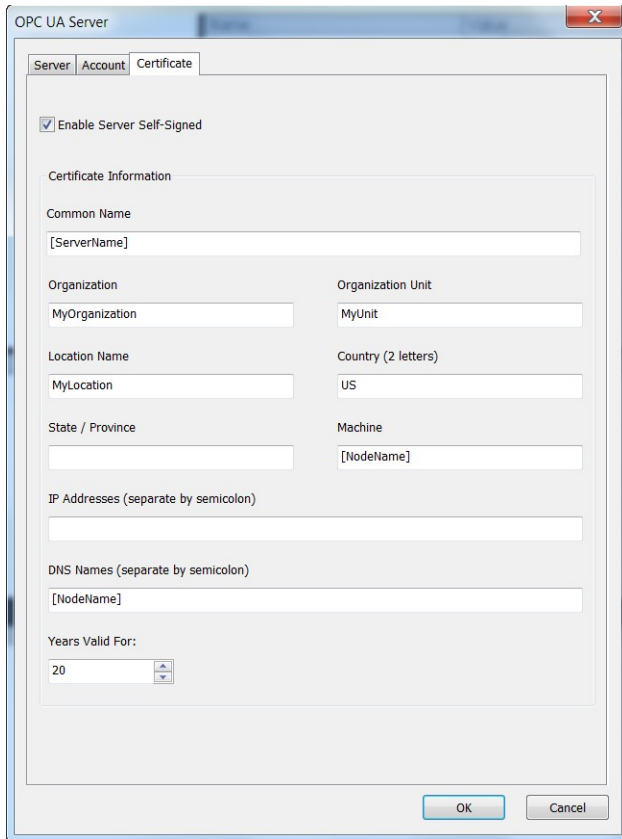 OPC UA Server
Server Account Certificate
Enable Server Self-Signed
Certificate Information
Common Name
[ServerName]
Organization Organization Unit
MyOrganization MyUnit
Location Name Country (2 letters)
MyLocation US
State / Province Machine
[NodeName]
IP Addresses (separate by semicolon)
DNS Names (separate by semicolon)
[NodeName]
Years Valid For:
20
OK Cancel